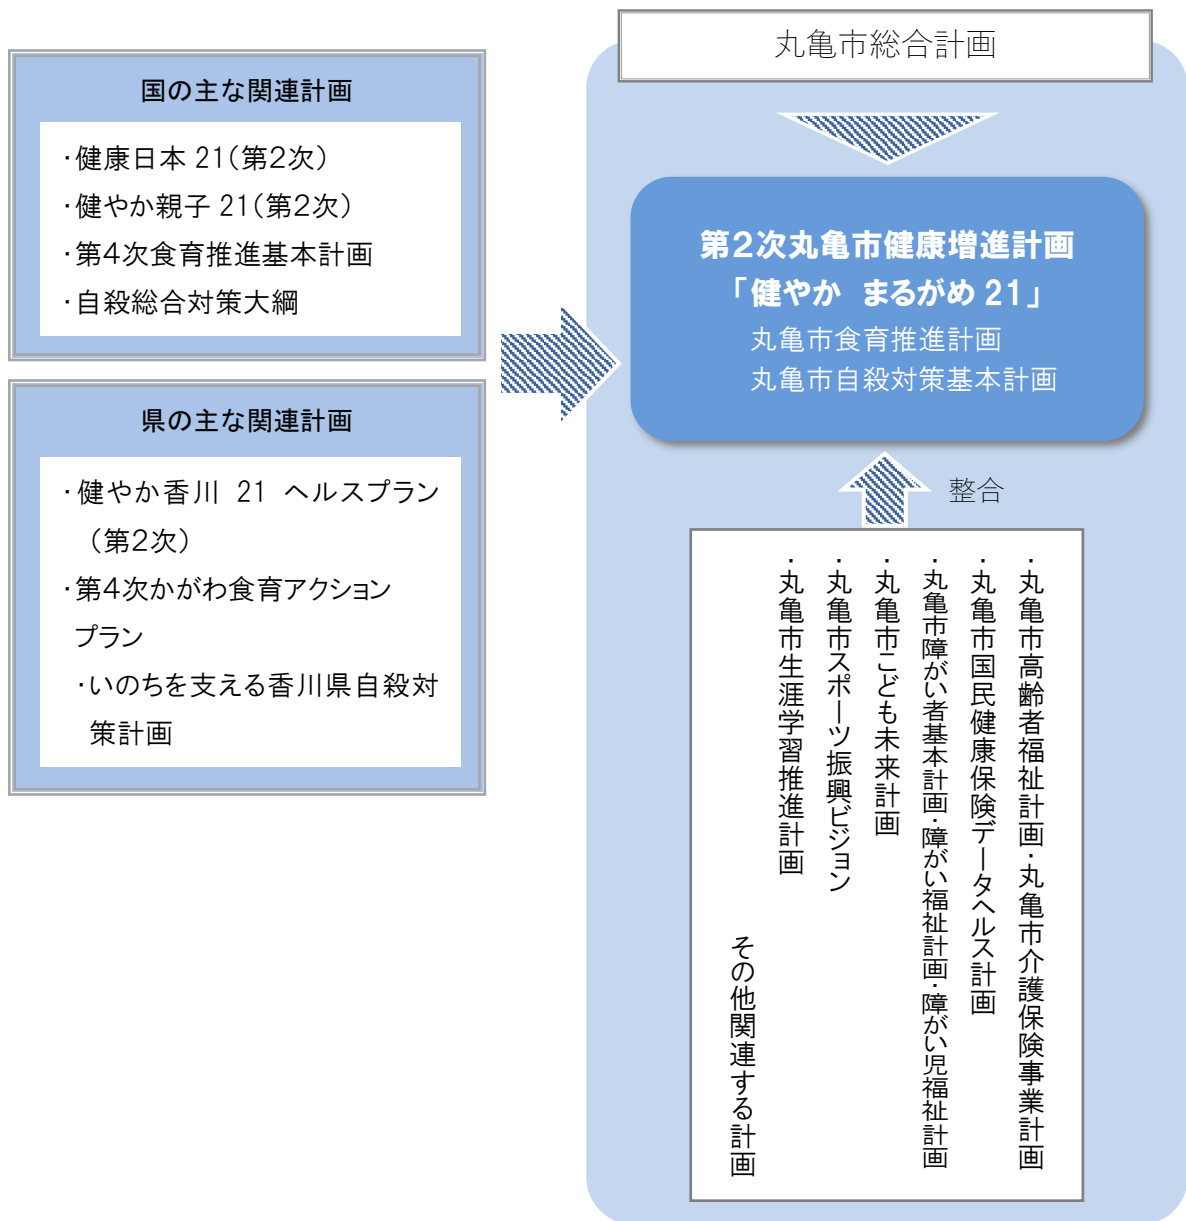 国の主な関連計画
・健康日本 21（第２次）
・健やか親子 21（第２次）
・第４次食育推進基本計画
・自殺総合対策大綱
県の主な関連計画
・健やか香川 21 ヘルスプラン
（第２次）
・第４次かがわ食育アクション
プラン
・いのちを支える香川県自殺対
策計画
丸亀市総合計画
第２次丸亀市健康増進計画
「健やか まるがめ 21」
丸亀市食育推進計画
丸亀市自殺対策基本計画
整合
・丸亀市高齢者福祉計画・丸亀市介護保険事業計画
・丸亀市国民健康保険データヘルス計画
・丸亀市障がい者基本計画・障がい福祉計画・障がい児福祉計画
・丸亀市こども未来計画
・丸亀市スポーツ振興ビジョン
・丸亀市生涯学習推進計画
その他関連する計画